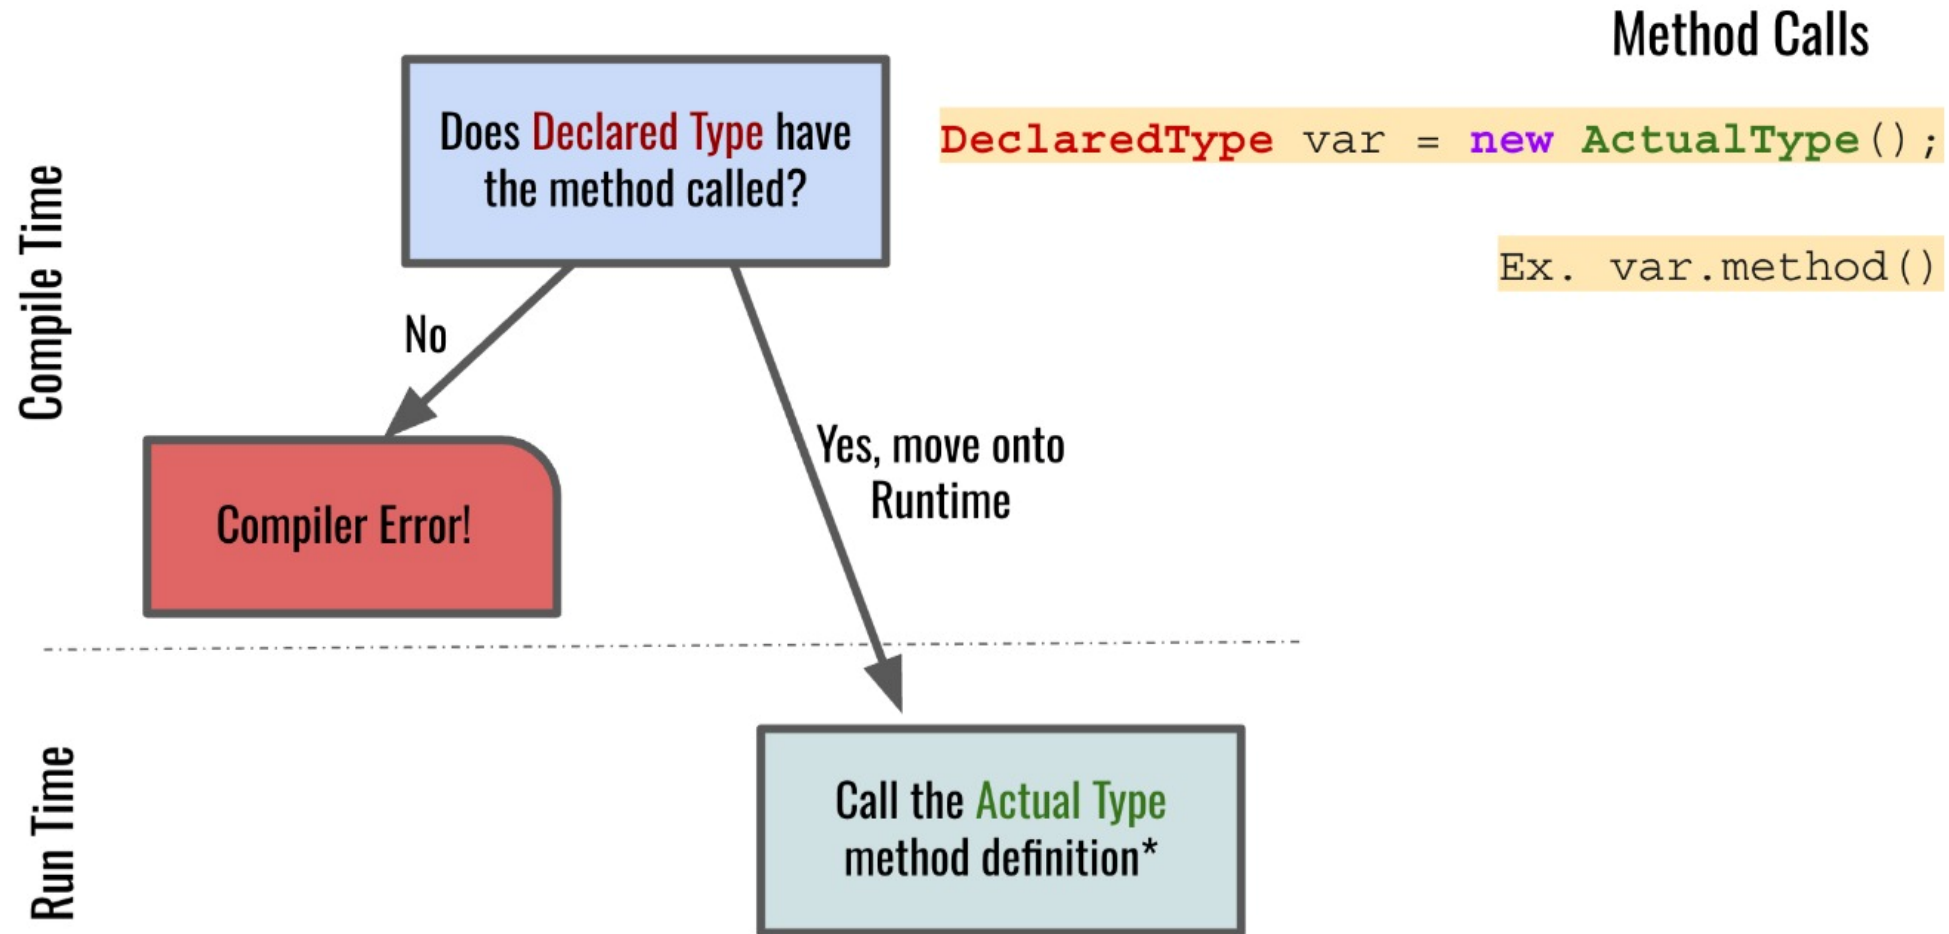 Method Calls
Does Declared Type have
the method called?
DeclaredType var = new ActualType();
Ex. var.method()
Compile Time
No
Yes, move onto
Runtime
Compiler Error!
Run Time
Call the Actual Type
method definition*